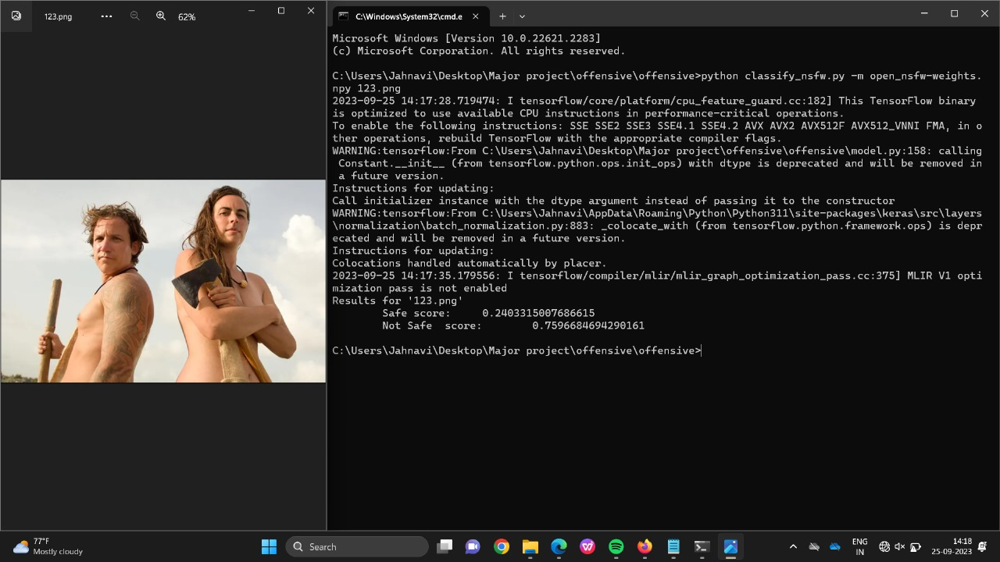 123.png
62%
C:\Windows\System32\cmd.e
Microsoft Windows [Version 10.0.22621.2283]
(c) Microsoft Corporation. All rights reserved.
C:\Users\Jahnavi\Desktop\Major project\offensive\offensive>python classify_nsfw.py -m open_nsfw-weights.
npy 123.png
2023-09-25 14:17:28.719474: I tensorflow/core/platform/cpu_feature_guard.cc:182] This TensorFlow binary
is optimized to use available CPU instructions in performance-critical operations.
To enable the following instructions: SSE SSE2 SSE3 SSE4.1 SSE4.2 AVX AVX2 AVX512F AVX512_VNNI FMA, in o
ther operations, rebuild TensorFlow with the appropriate compiler flags.
WARNING:tensorflow:From C:\Users\Jahnavi\Desktop\Major project\offensive\offensive\model.py:158: calling
Constant.__init__ (from tensorflow.python.ops.init_ops) with dtype is deprecated and will be removed in
a future version.
Instructions for updating:
Call initializer instance with the dtype argument instead of passing it to the constructor
WARNING:tensorflow:From C:\Users\Jahnavi\AppData\Roaming\Python\Python311\site-packages\keras\src\layers
\normalization\batch_normalization.py:883: _colocate_with (from tensorflow.python.framework.ops) is depr
ecated and will be removed in a future version.
Instructions for updating:
Colocations handled automatically by placer.
2023-09-25 14:17:35.179556: I tensorflow/compiler/mlir/mlir_graph_optimization_pass.cc:375] MLIR V1 opti
mization pass is not enabled
Results for '123.png'
Safe score: 0.2403315007686615
Not Safe score: 0.7596684694290161
C:\Users\Jahnavi\Desktop\Major project\offensive\offensive>
77°F
Mostly cloudy
Search
ENG
IN
14:18
25-09-2023